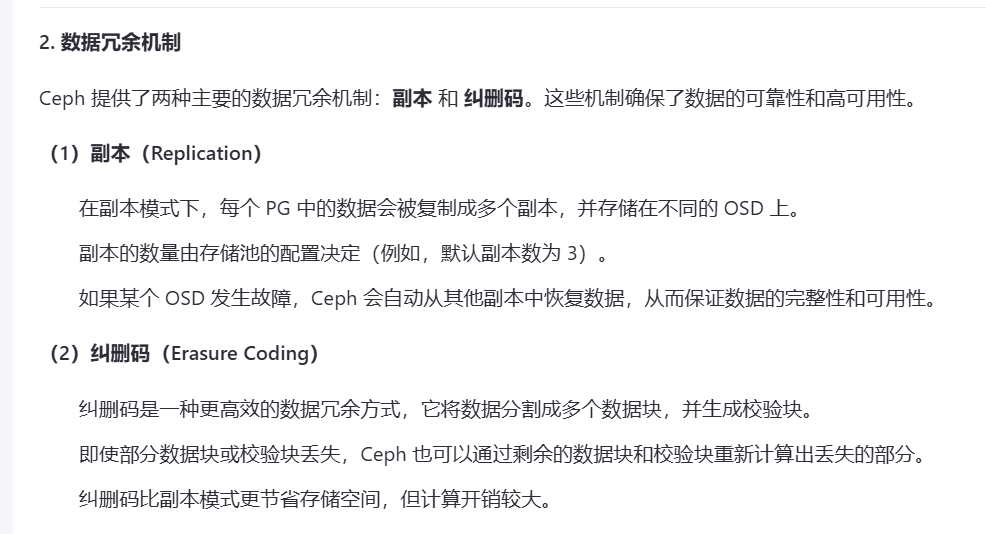 2. 数据冗余机制
Ceph 提供了两种主要的数据冗余机制：副本 和 纠删码。这些机制确保了数据的可靠性和高可用性。
（1）副本（Replication）
在副本模式下，每个 PG 中的数据会被复制成多个副本，并存储在不同的 OSD 上。
副本的数量由存储池的配置决定（例如，默认副本数为 3）。
如果某个 OSD 发生故障，Ceph 会自动从其他副本中恢复数据，从而保证数据的完整性和可用性。
（2）纠删码（Erasure Coding）
纠删码是一种更高效的数据冗余方式，它将数据分割成多个数据块，并生成校验块。
即使部分数据块或校验块丢失，Ceph 也可以通过剩余的数据块和校验块重新计算出丢失的部分。
纠删码比副本模式更节省存储空间，但计算开销较大。